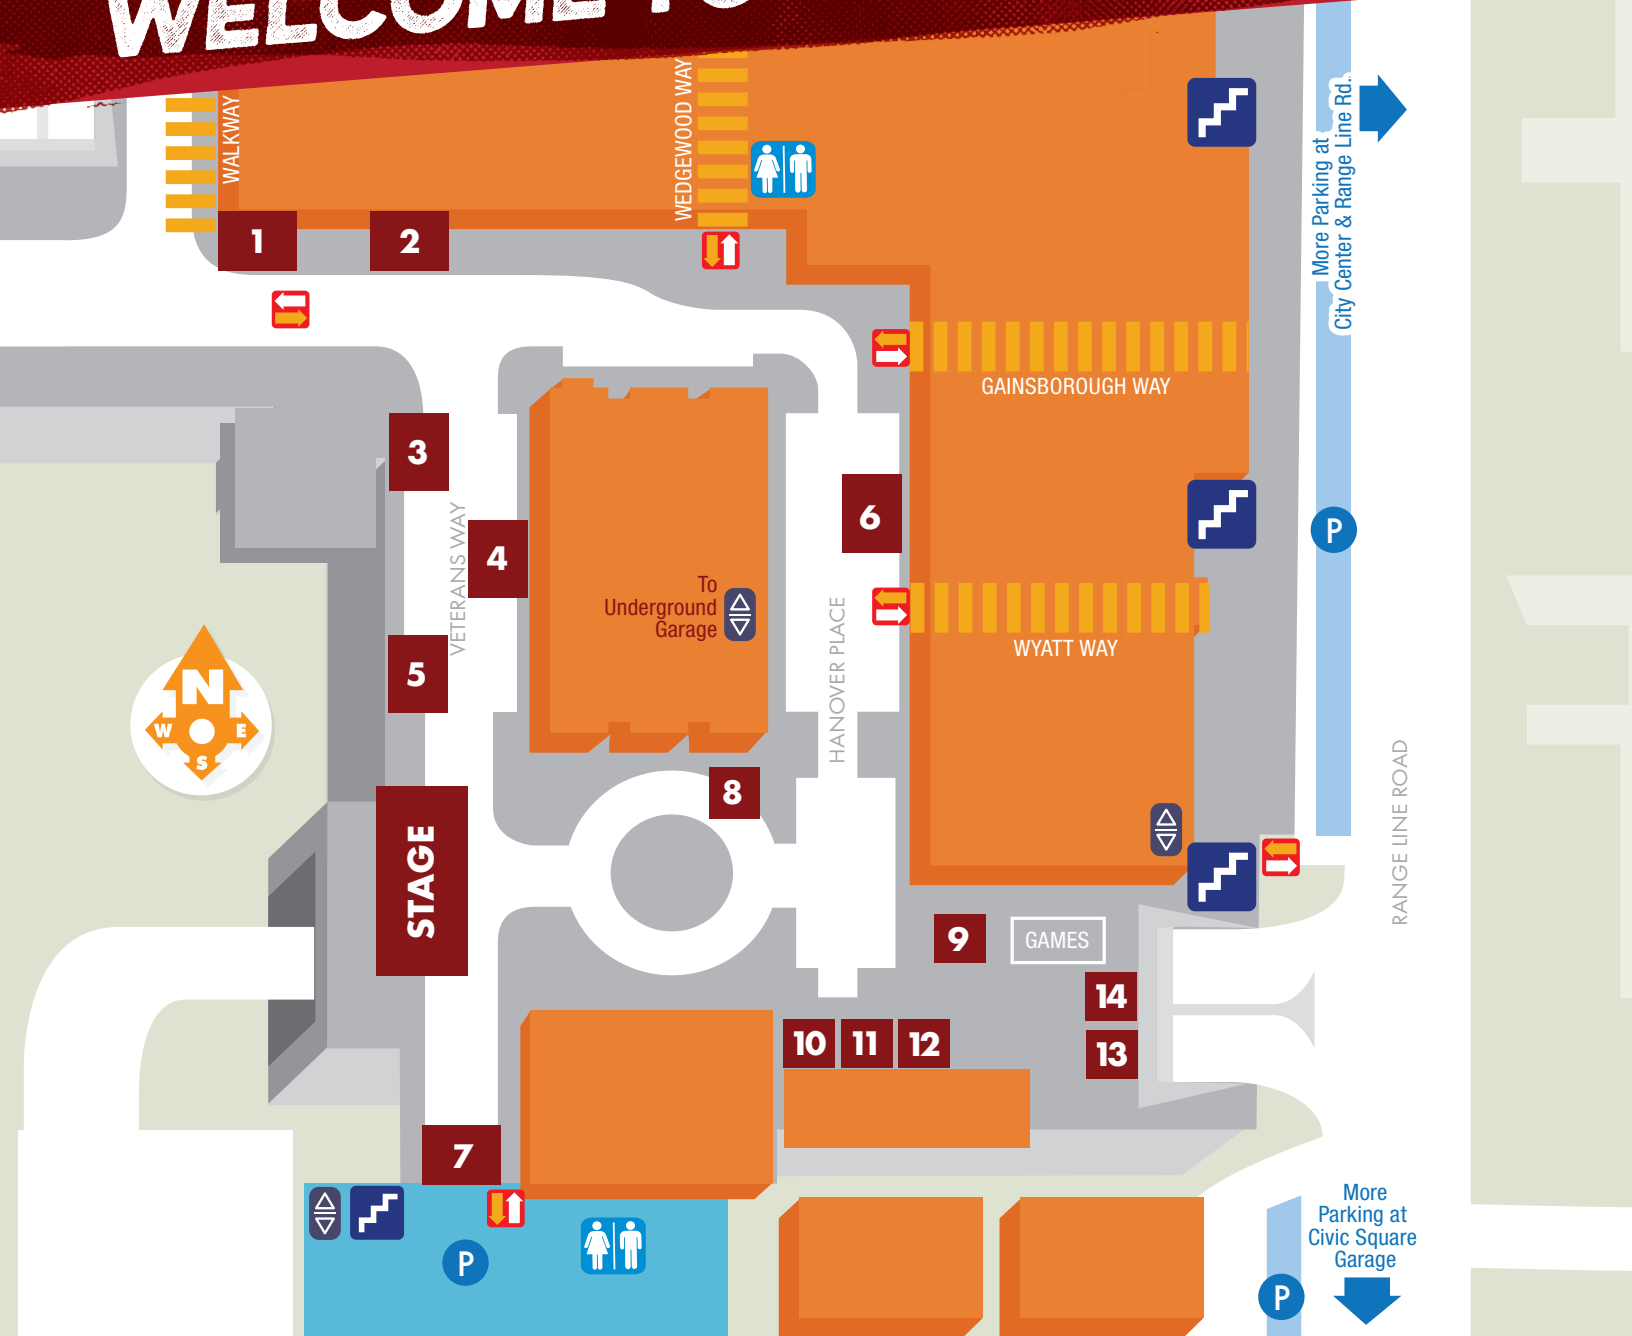 WELCOME TO
WALKWAY
WEDGEWOOD WAY
More Parking at
City Center & Range Line Rd.
1
2
GAINSBOROUGH WAY
3
VETERANS WAY
4
6
P
To
Underground
Garage
HANOVER PLACE
WYATT WAY
5
N
W
E
S
8
RANGE LINE ROAD
STAGE
9
GAMES
14
10
11
12
13
7
P
More
Parking at
Civic Square
Garage
P